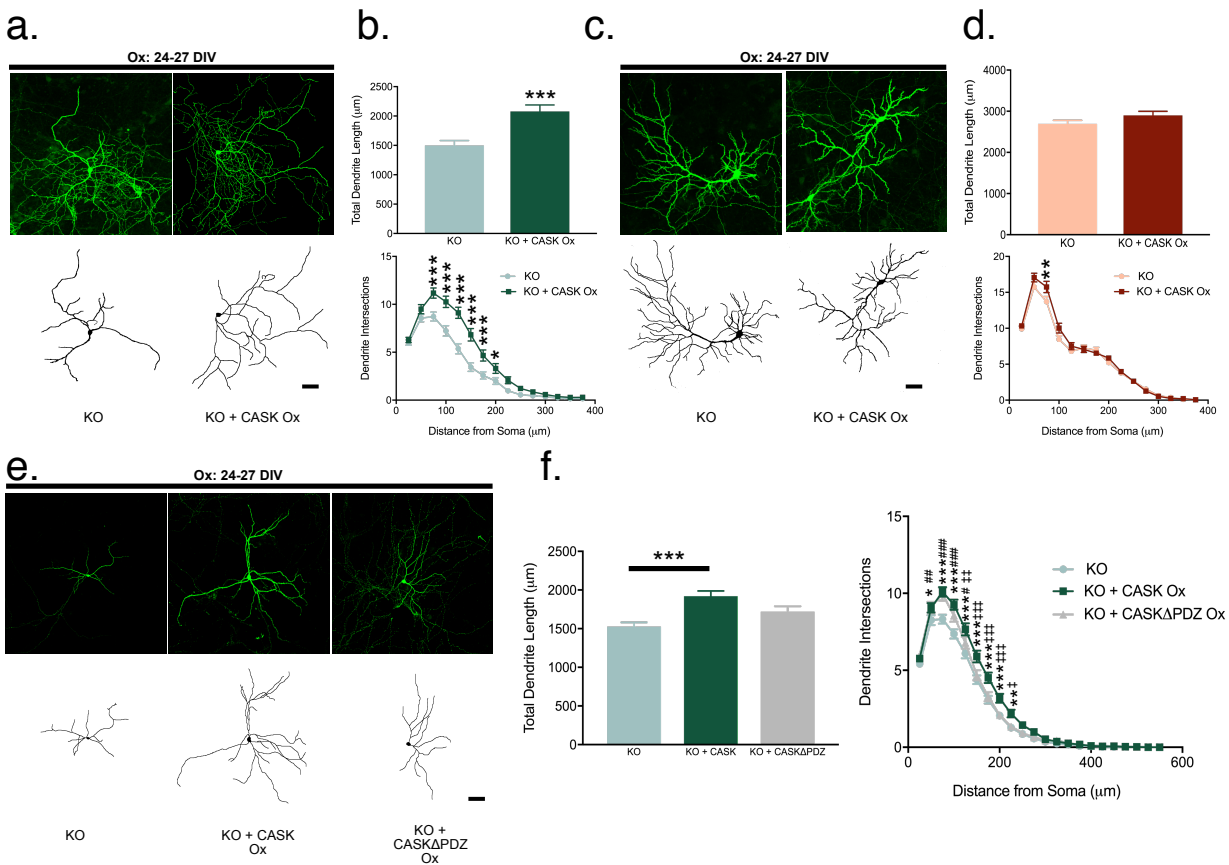 a.
Ox: 24-27 DIV
KO
KO + CASK Ox
b.
Total Dendrite Length (μm)
2500
2000
1500
1000
500
0
***
KO
KO + CASK Ox
Dendrite Intersections
15
10
5
0
***
***
***
***
***
*
KO
KO + CASK Ox
0
100
200
300
400
Distance from Soma (μm)
c.
Ox: 24-27 DIV
KO
KO + CASK Ox
d.
Total Dendrite Length (μm)
4000
3000
2000
1000
0
KO
KO + CASK Ox
Dendrite Intersections
20
15
10
5
0
**
KO
KO + CASK Ox
0
100
200
300
400
Distance from Soma (μm)
e.
Ox: 24-27 DIV
KO
KO + CASK
Ox
KO +
CASKΔPDZ
Ox
f.
Total Dendrite Length (μm)
2500
2000
1500
1000
500
0
***
KO
KO + CASK
KO + CASKΔPDZ
Dendrite Intersections
15
10
5
0
* ##
***###
***###
***# ‡‡
***‡‡‡
***‡‡‡
***‡‡‡
**‡
KO
KO + CASK Ox
KO + CASKΔPDZ Ox
0
200
400
600
Distance from Soma (μm)